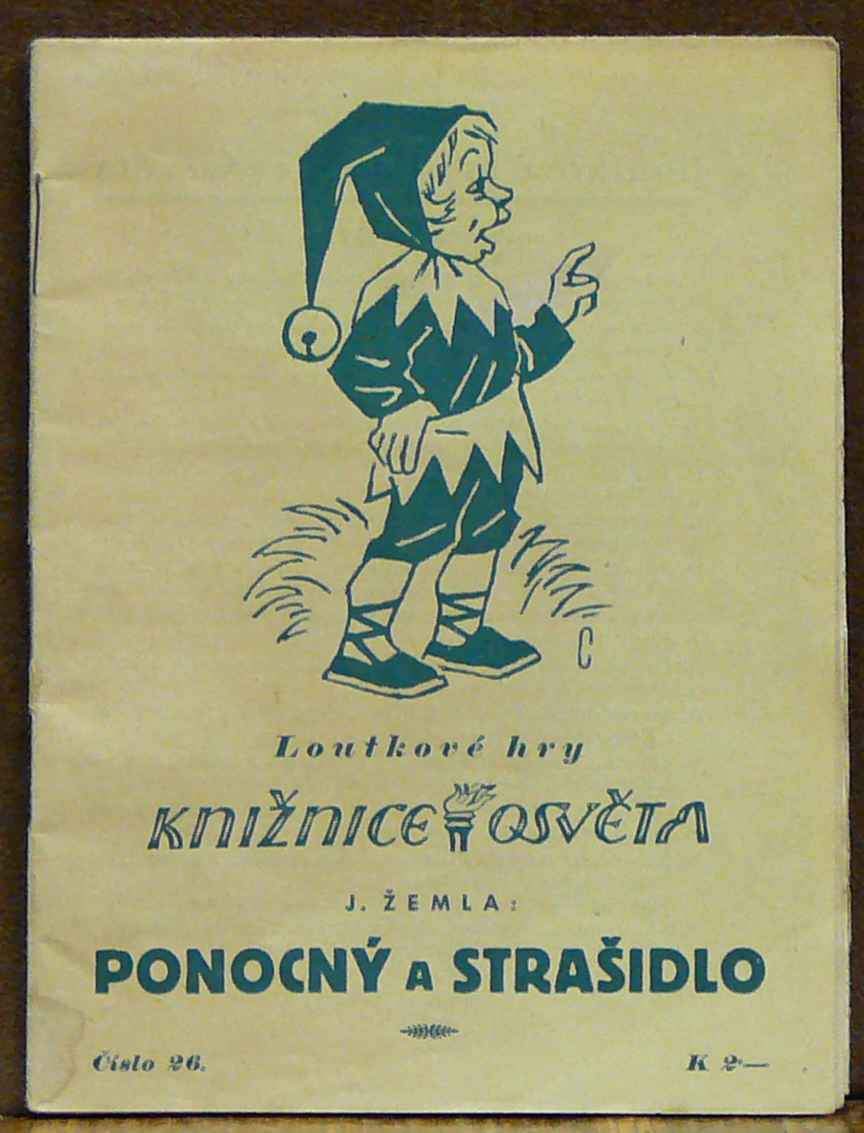 C
Loutkové hry
KNIŽNICE OSVĚTA
J. ŽEMLA:
PONOCNÝ A STRAŠIDLO
Číslo 26.
K 2·—